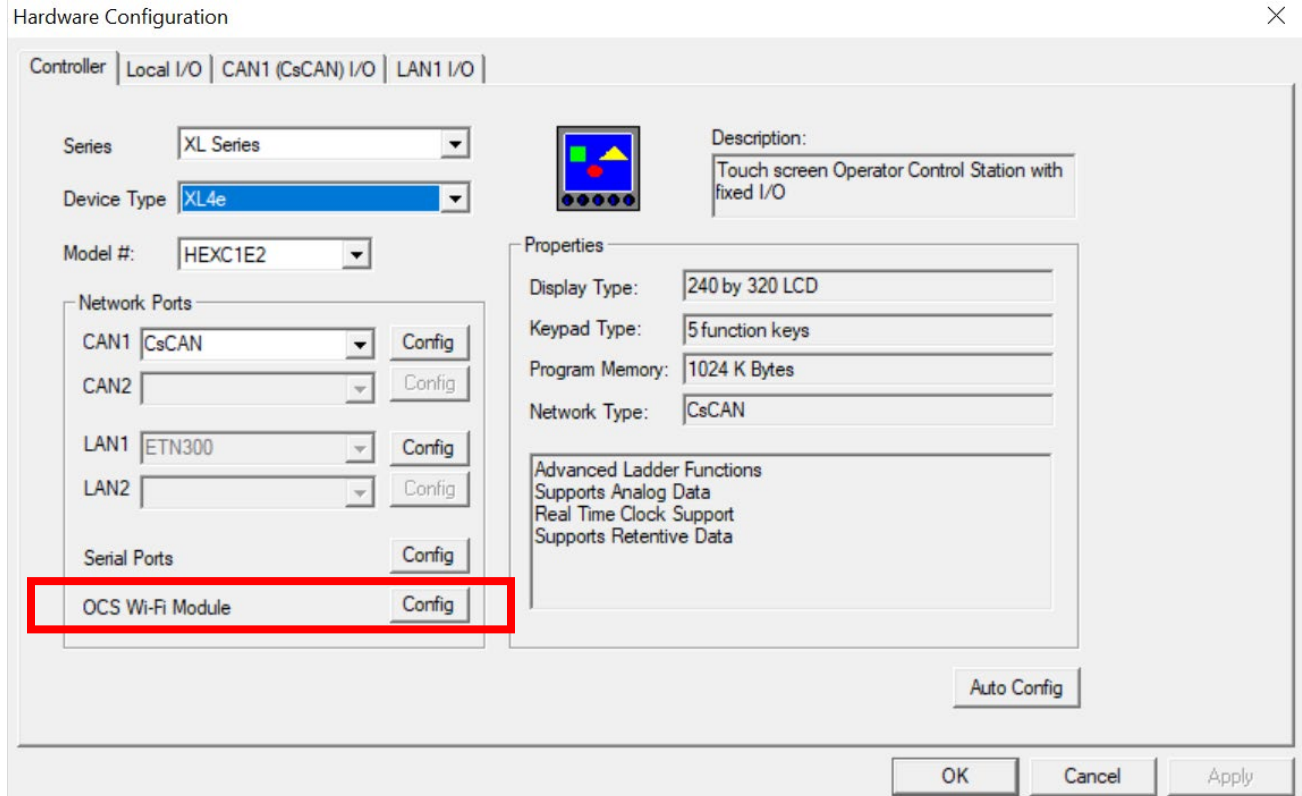 Hardware Configuration
Controller
Local I/O
CAN1 (CsCAN) I/O
LAN1 I/O
Series
XL Series
Device Type
XL4e
Model #:
HEXC1E2
Description:
Touch screen Operator Control Station with
fixed I/O
Network Ports
CAN1
CsCAN
Config
CAN2
Config
LAN1
ETN300
Config
LAN2
Config
Serial Ports
Config
OCS Wi-Fi Module
Config
Properties
Display Type:
240 by 320 LCD
Keypad Type:
5 function keys
Program Memory:
1024 K Bytes
Network Type:
CsCAN
Advanced Ladder Functions
Supports Analog Data
Real Time Clock Support
Supports Retentive Data
Auto Config
OK
Cancel
Apply